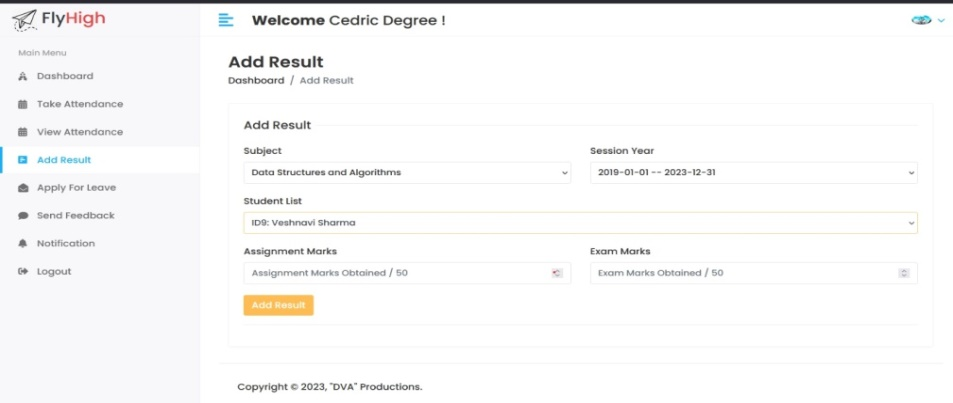 FlyHigh
Welcome Cedric Degree !
Main Menu
Dashboard
Take Attendance
View Attendance
Add Result
Apply For Leave
Send Feedback
Notification
Logout
Add Result
Dashboard / Add Result
Add Result
Subject
Session Year
Data Structures and Algorithms
2019-01-01 -- 2023-12-31
Student List
ID9: Veshnavi Sharma
Assignment Marks
Exam Marks
Assignment Marks Obtained / 50
Exam Marks Obtained / 50
Add Result
Copyright © 2023, "DVA" Productions.